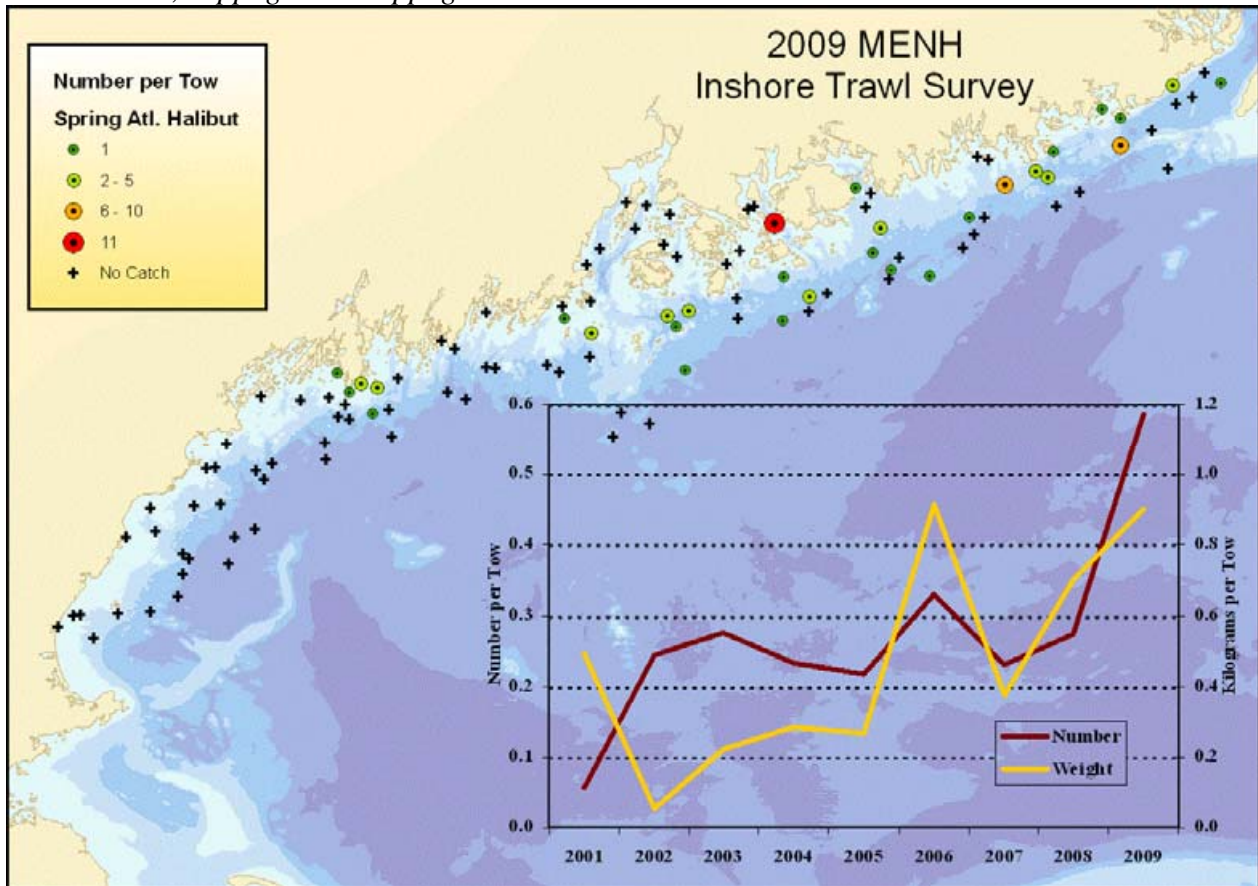 2009 MENH
Inshore Trawl Survey
Number per Tow
Spring Atl. Halibut
1
2 - 5
6 - 10
11
No Catch
0.6
0.5
0.4
0.3
0.2
0.1
0.0
Number per Tow
1.2
1.0
0.8
0.6
0.4
0.2
0.0
Kilograms per Tow
Number
Weight
2001 2002 2003 2004 2005 2006 2007 2008 2009